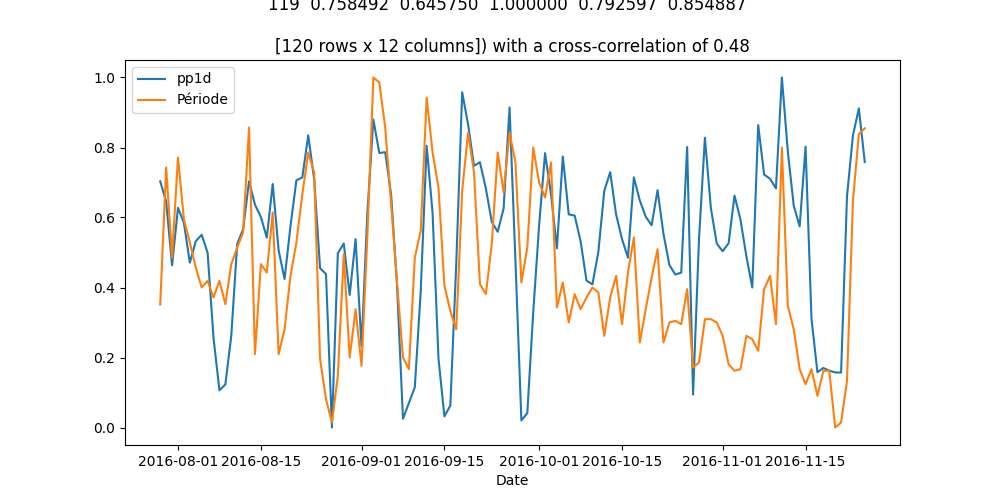 119 0.758492 0.645750 1.000000 0.792597 0.854887
[120 rows x 12 columns]) with a cross-correlation of 0.48
pp1d
Période
1.0
0.8
0.6
0.4
0.2
0.0
2016-08-01 2016-08-15 2016-09-01 2016-09-15 2016-10-01 2016-10-15 2016-11-01 2016-11-15
Date